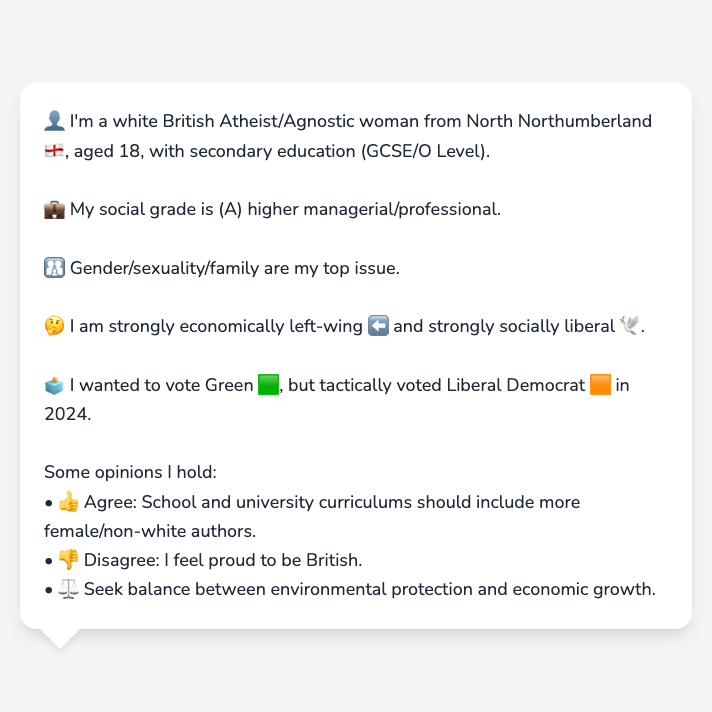 👤 I'm a white British Atheist/Agnostic woman from North Northumberland
🏴󠁧󠁢󠁥󠁮󠁧󠁿, aged 18, with secondary education (GCSE/O Level).
💼 My social grade is (A) higher managerial/professional.
🚻 Gender/sexuality/family are my top issue.
🤔 I am strongly economically left-wing ⬅️ and strongly socially liberal 🕊️.
🗳️ I wanted to vote Green 🟩, but tactically voted Liberal Democrat 🟧 in
2024.
Some opinions I hold:
• 👍 Agree: School and university curriculums should include more
female/non-white authors.
• 👎 Disagree: I feel proud to be British.
• ⚖️ Seek balance between environmental protection and economic growth.